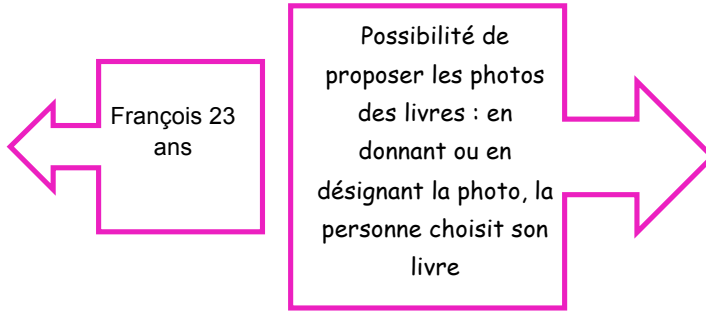 François 23
ans
Possibilité de
proposer les photos
des livres : en
donnant ou en
désignant la photo, la
personne choisit son
livre